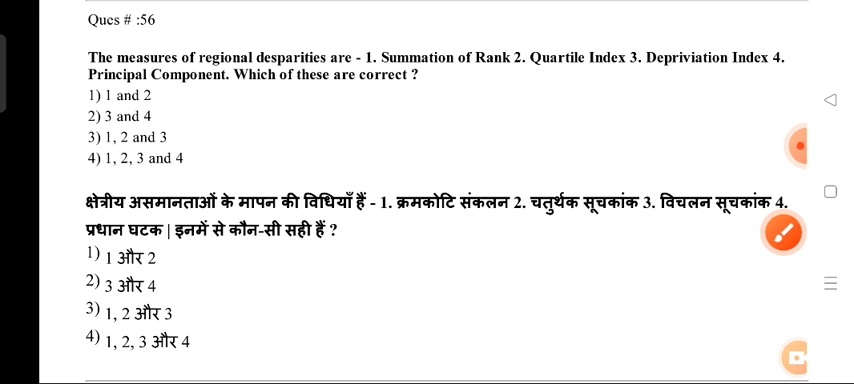 Ques # :56
The measures of regional desparities are - 1. Summation of Rank 2. Quartile Index 3. Depriviation Index 4.
Principal Component. Which of these are correct ?
1) 1 and 2
2) 3 and 4
3) 1, 2 and 3
4) 1, 2, 3 and 4
क्षेत्रीय असमानताओं के मापन की विधियाँ हैं - 1. क्रमकोटि संकलन 2. चतुर्थक सूचकांक 3. विचलन सूचकांक 4.
प्रधान घटक | इनमें से कौन-सी सही हैं ?
1) 1 और 2
2) 3 और 4
3) 1, 2 और 3
4) 1, 2, 3 और 4